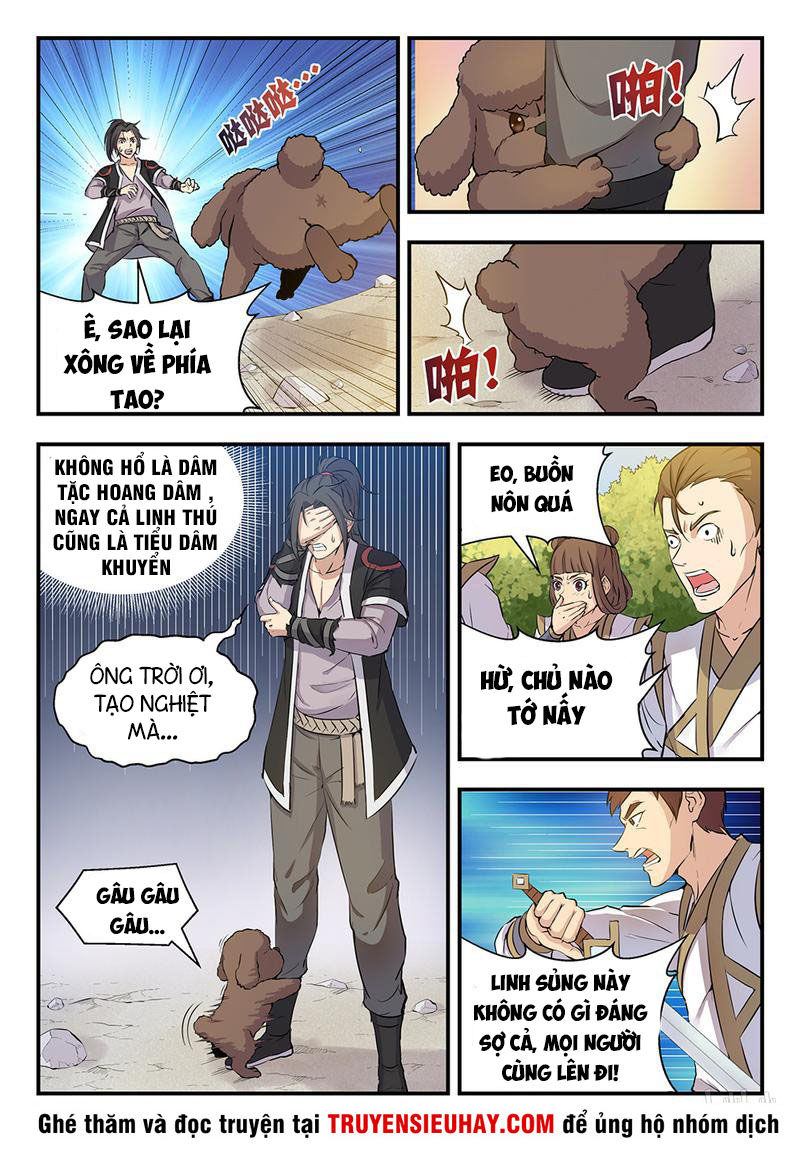 哒哒哒...
Ê, SAO LẠI
XÔNG VỀ PHÍA
TAO?
啪!
啪!
KHÔNG HỔ LÀ DÂM
TẶC HOANG DÂM ,
NGAY CẢ LINH THÚ
CŨNG LÀ TIỂU DÂM
KHUYỂN
ÔNG TRỜI ƠI,
TẠO NGHIỆT
MÀ...
GÂU GÂU
GÂU...
EO, BUỒN
NÔN QUÁ
HỪ, CHỦ NÀO
TỚ NẤY
LINH SỦNG NÀY
KHÔNG CÓ GÌ ĐÁNG
SỢ CẢ, MỌI NGƯỜI
CÙNG LÊN ĐI!
Ghé thăm và đọc truyện tại TRUYENSIEUHAY.COM để ủng hộ nhóm dịch